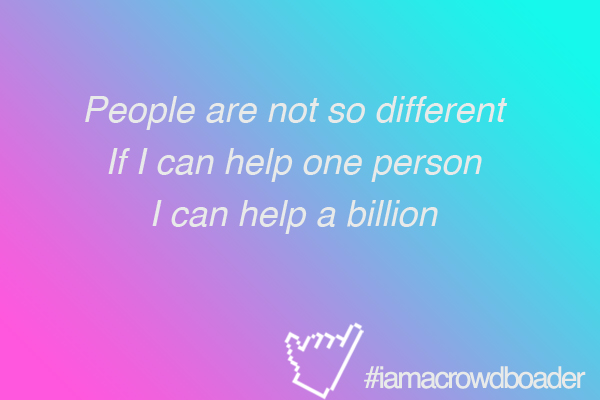 People are not so different
If I can help one person
I can help a billion
#iamacrowdboader